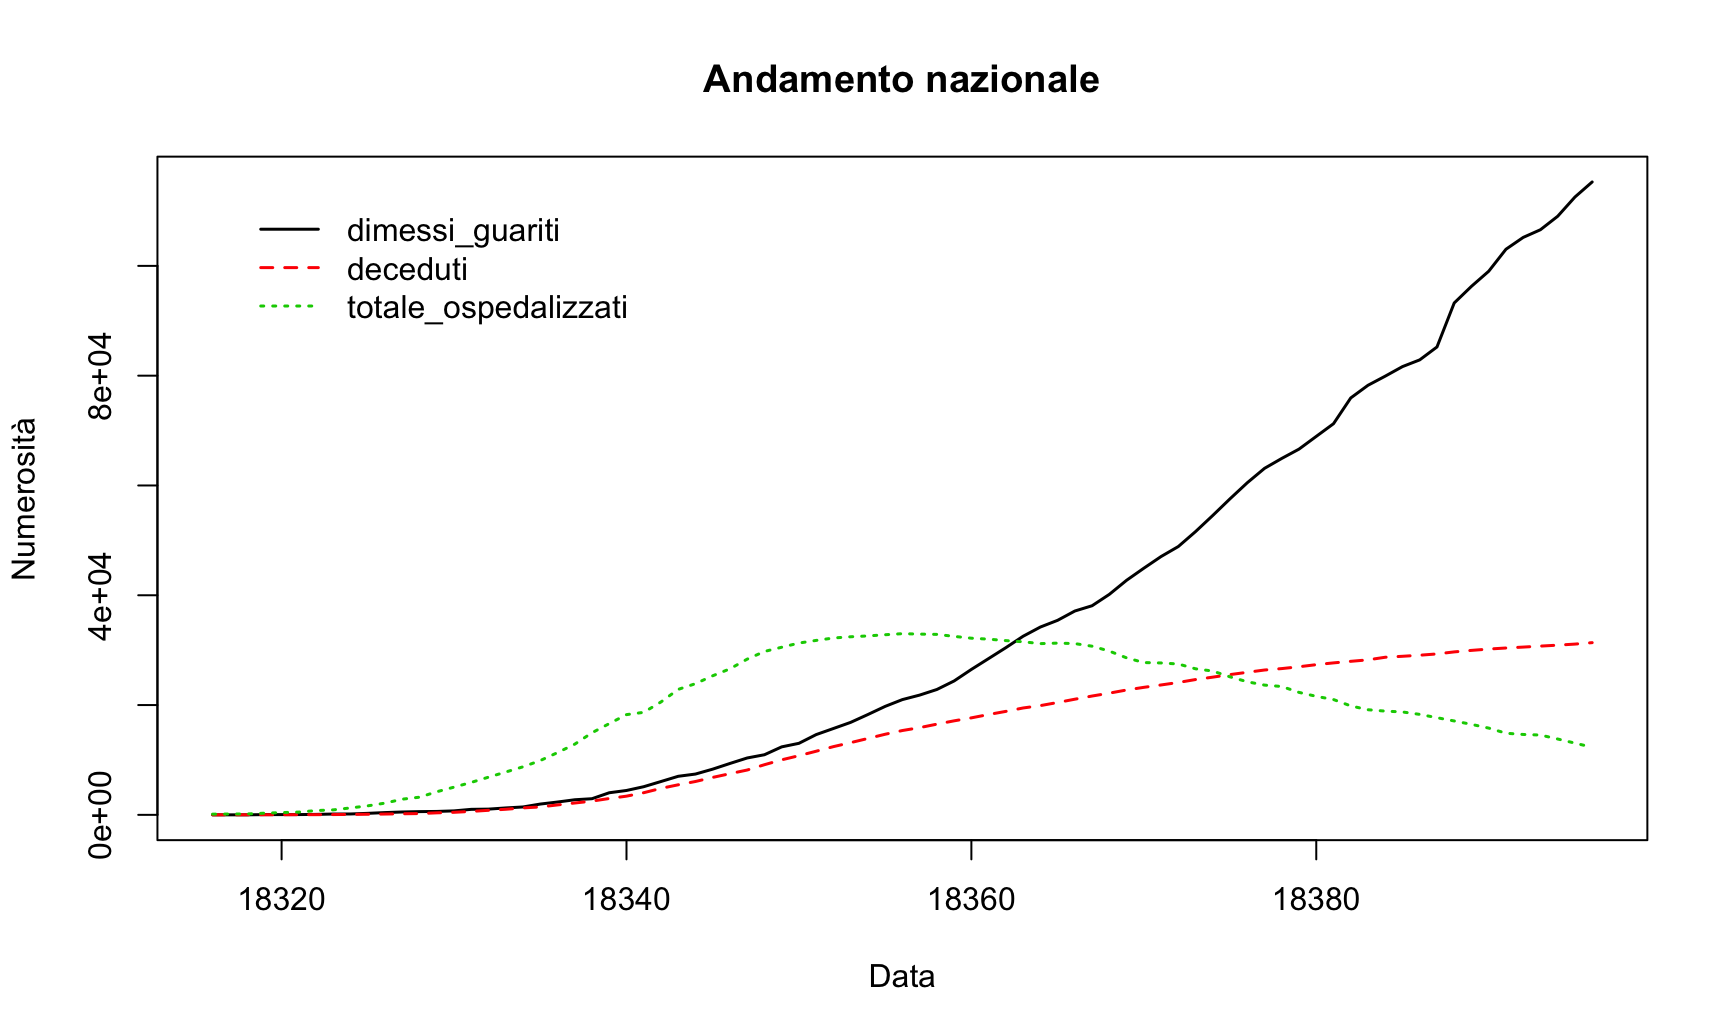 Andamento nazionale
dimessi_guariti
deceduti
totale_ospedalizzati
Numerosità
8e+04
4e+04
0e+00
18320 18340 18360 18380
Data